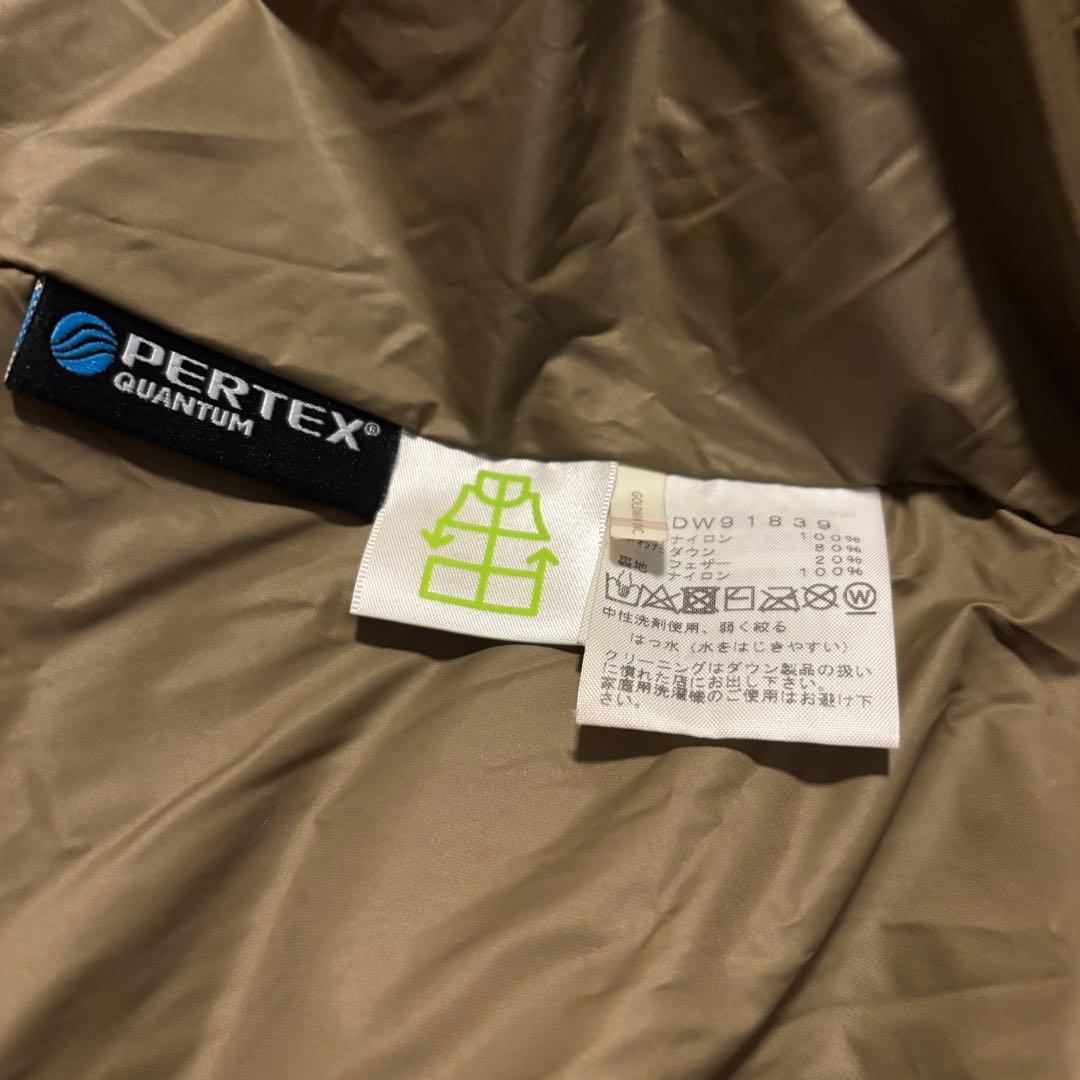 PERTEX®
QUANTUM
GOLDWIN INC
DW91839
ナイロン 100%
ダウン 80%
フェザー 20%
ナイロン 100%
W
中性洗剤使用、弱く絞る
はっ水（水をはじきやすい）
クリーニングはダウン製品の扱い
に慣れた店にお出し下さい。
家庭用洗濯機のご使用はお避け下
さい。